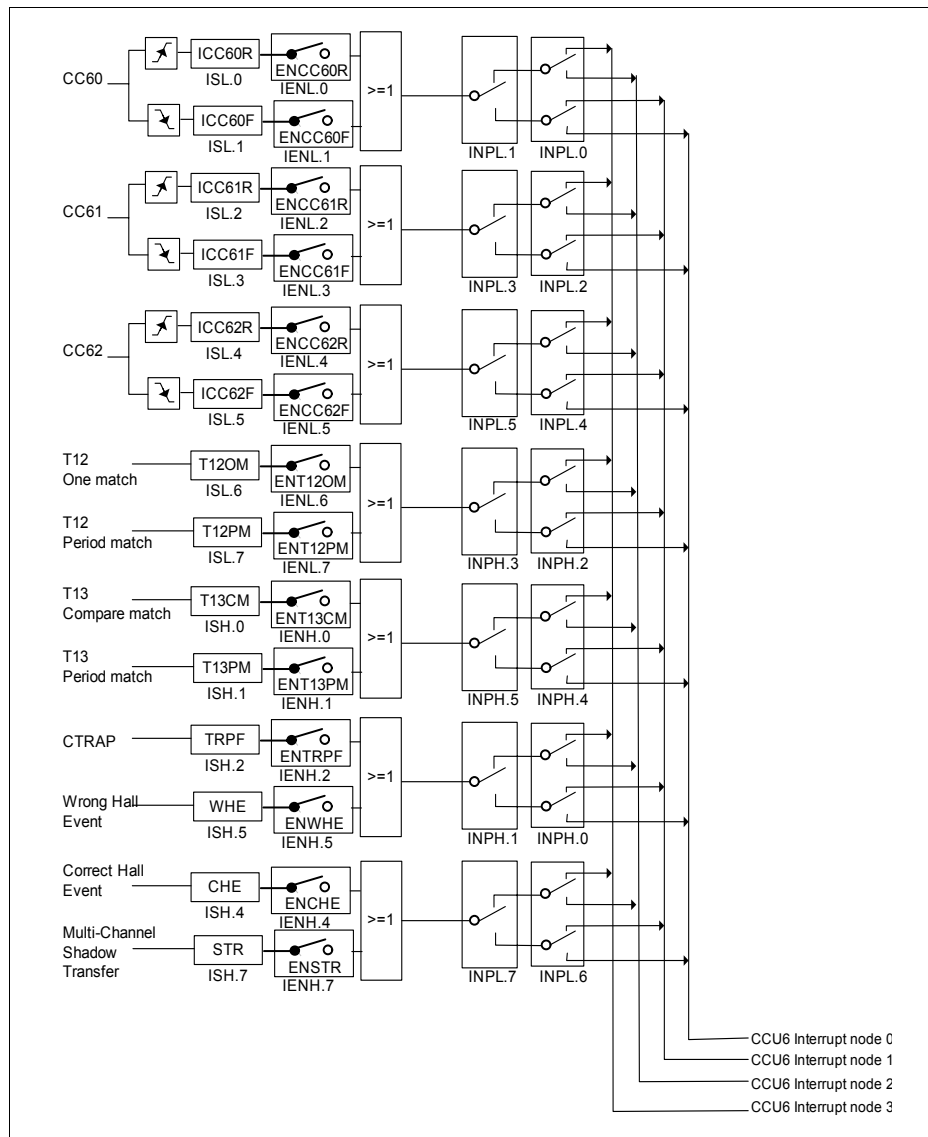 CC60
ICC60R
ISL.0
ENCC60R
IENL.0
ICC60F
ISL.1
ENCC60F
IENL.1
>=1
INPL.1
INPL.0
CC61
ICC61R
ISL.2
ENCC61R
IENL.2
ICC61F
ISL.3
ENCC61F
IENL.3
>=1
INPL.3
INPL.2
CC62
ICC62R
ISL.4
ENCC62R
IENL.4
ICC62F
ISL.5
ENCC62F
IENL.5
>=1
INPL.5
INPL.4
T12
One match
T12OM
ISL.6
ENT12OM
IENL.6
T12
Period match
T12PM
ISL.7
ENT12PM
IENL.7
>=1
INPH.3
INPH.2
T13
Compare match
T13CM
ISH.0
ENT13CM
IENH.0
T13
Period match
T13PM
ISH.1
ENT13PM
IENH.1
>=1
INPH.5
INPH.4
CTRAP
TRPF
ISH.2
ENTRPF
IENH.2
Wrong Hall
Event
WHE
ISH.5
ENWHE
IENH.5
>=1
INPH.1
INPH.0
Correct Hall
Event
CHE
ISH.4
ENCHE
IENH.4
Multi-Channel
Shadow
Transfer
STR
ISH.7
ENSTR
IENH.7
>=1
INPL.7
INPL.6
CCU6 Interrupt node 0
CCU6 Interrupt node 1
CCU6 Interrupt node 2
CCU6 Interrupt node 3